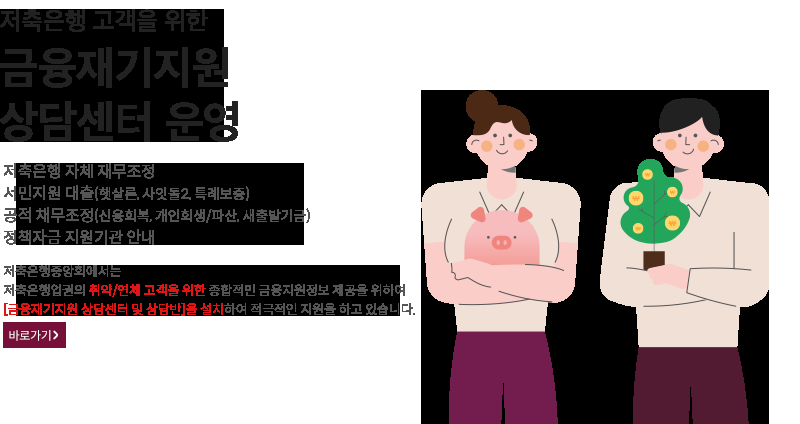 저축은행 고객을 위한
금융재기지원
상담센터 운영
저축은행 자체 채무조정
서민지원 대출(햇살론, 사잇돌2, 특례보증)
공적 채무조정(신용회복, 개인회생/파산, 새출발기금)
정책자금 지원기관 안내
저축은행중앙회에서는
저축은행업권의 취약/연체 고객을 위한 종합적인 금융지원정보 제공을 위하여
[금융재기지원 상담센터 및 상담반]을 설치하여 적극적인 지원을 하고 있습니다.
바로가기